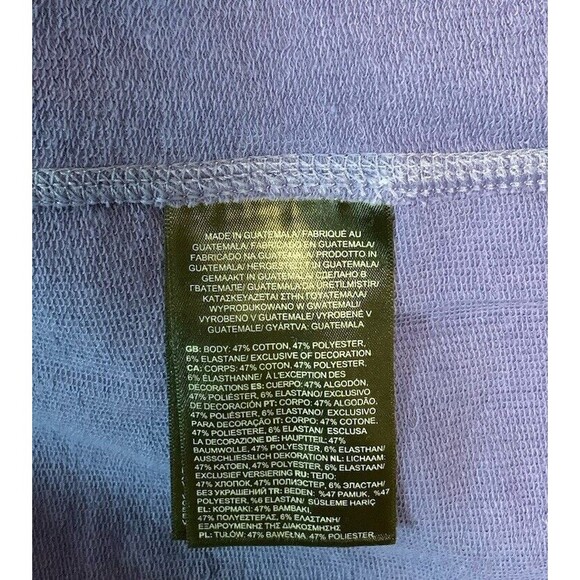 MADE IN GUATEMALA/ FABRIQUÉ AU
GUATEMALA/ FABRICADO EN GUATEMALA/
FABRICADO NA GUATEMALA/ PRODOTTO IN
GUATEMALA/ HERGESTELLT IN GUATEMALA/
GEMAAKT IN GUATEMALA/ СДЕЛАНО В
ГВАТЕМАЛЕ/ GUATEMALA'DA ÜRETİLMİŞTİR/
ΚΑΤΑΣΚΕΥΑΖΕΤΑΙ ΣΤΗΝ ΓΟΥΑΤΕΜΑΛΑ/
WYPRODUKOWANO W GWATEMALI/
VYROBENO V GUATEMALE/ VYROBENÉ V
GUATEMALE/ GYÁRTVA: GUATEMALA
GB: BODY: 47% COTTON, 47% POLYESTER,
6% ELASTANE/ EXCLUSIVE OF DECORATION
CA: CORPS: 47% COTON, 47% POLYESTER,
6% ÉLASTHANNE/ À L'EXCEPTION DES
DÉCORATIONS ES: CUERPO: 47% ALGODÓN,
47% POLIÉSTER, 6% ELASTANO/ EXCLUSIVO
DE DECORACIÓN PT: CORPO: 47% ALGODÃO,
47% POLIÉSTER, 6% ELASTANO/ EXCLUSIVO
PARA DECORAÇÃO IT: CORPO: 47% COTONE,
47% POLIESTERE, 6% ELASTAN/ ESCLUSA
LA DECORAZIONE DE: HAUPTTEIL: 47%
BAUMWOLLE, 47% POLYESTER, 6% ELASTHAN/
AUSSCHLIESSLICH DEKORATION NL: LICHAAM:
47% KATOEN, 47% POLYESTER, 6% ELASTAAN/
EXCLUSIEF VERSIERING RU: ТЕЛО:
47% ХЛОПОК, 47% ПОЛИЭСТЕР, 6% ЭЛАСТАН/
БЕЗ УКРАШЕНИЙ TR: BEDEN: %47 PAMUK, %47
POLYESTER, %6 ELASTAN/ SÜSLEME HARİÇ
EL: ΚΟΡΜΑΚΙ: 47% ΒΑΜΒΑΚΙ,
47% ΠΟΛΥΕΣΤΕΡΑΣ, 6% ΕΛΑΣΤΑΝΗ/
ΕΞΑΙΡΟΥΜΕΝΗΣ ΤΗΣ ΔΙΑΚΟΣΜΗΣΗΣ
PL: TUŁÓW: 47% BAWEŁNA, 47% POLIESTER,